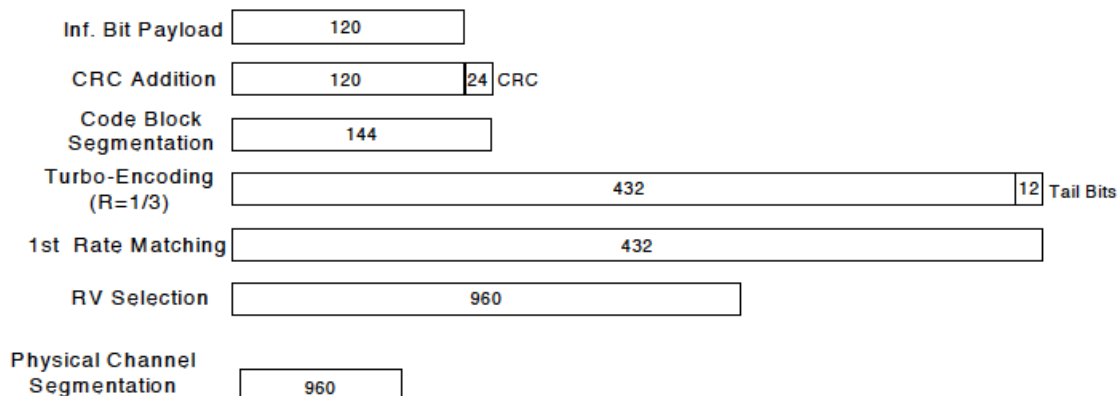 Inf. Bit Payload 120
CRC Addition 120 24 CRC
Code Block
Segmentation 144
Turbo-Encoding
(R=1/3) 432 12 Tail Bits
1st Rate Matching 432
RV Selection 960
Physical Channel
Segmentation 960